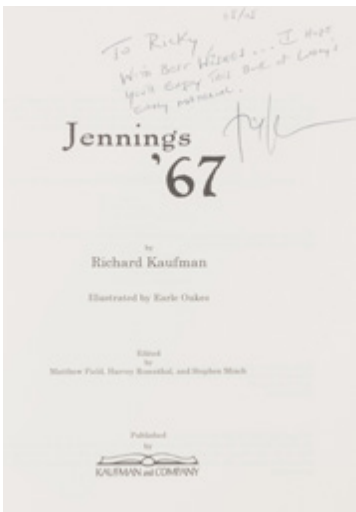 To Ricky
With Best Wishes... I Hope
you'll Enjoy This Book of Larry's
early material.
Jennings
'67
by
Richard Kaufman
Illustrated by Earle Oakes
Edited
by
Matthew Field, Harvey Rosenthal, and Stephen Minch
Published
by
KAUFMAN and COMPANY